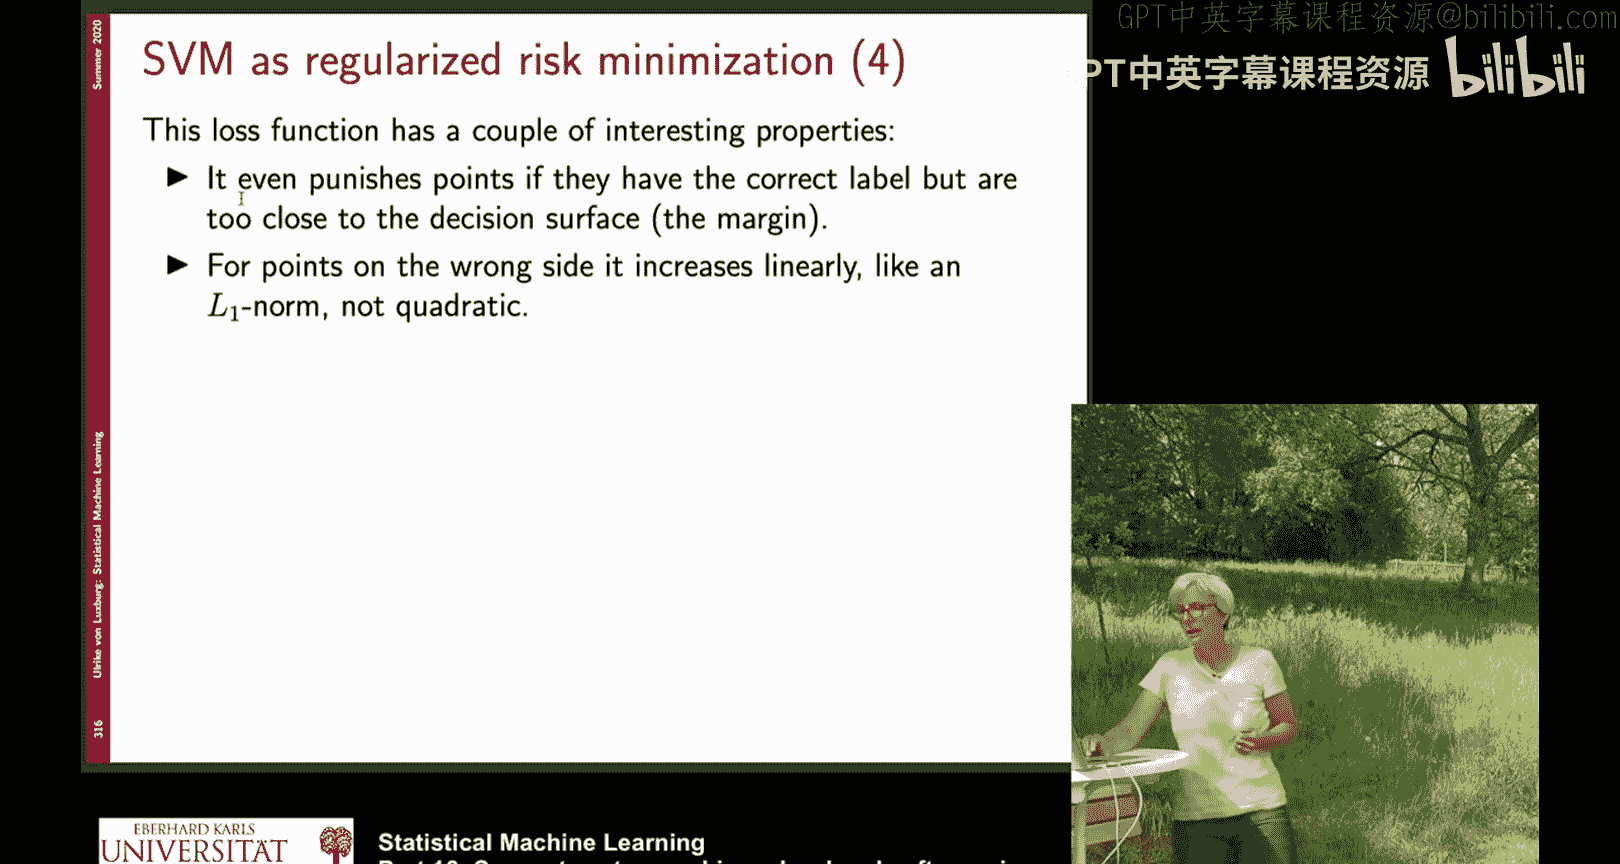 GPT中英字幕课程资源@bilibili.com
PT中英字幕课程资源 bilibili
Summer 2020
SVM as regularized risk minimization (4)
This loss function has a couple of interesting properties:
► It even punishes points if they have the correct label but are
too close to the decision surface (the margin).
► For points on the wrong side it increases linearly, like an
L₁-norm, not quadratic.
Ulrike von Luxburg: Statistical Machine Learning
316
EBERHARD KARLS
UNIVERSITÄT
Statistical Machine Learning